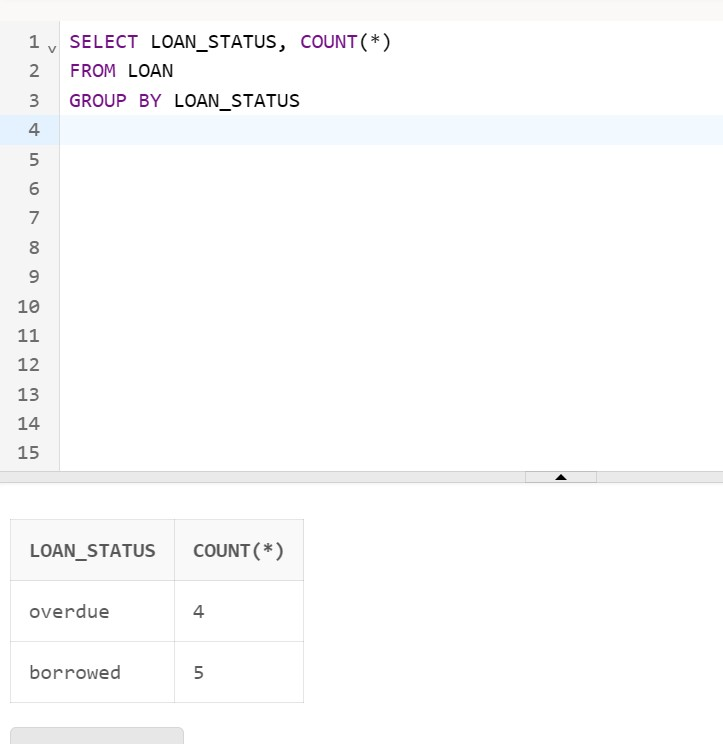 1 SELECT LOAN_STATUS, COUNT(*)
2 FROM LOAN
3 GROUP BY LOAN_STATUS
4
5
6
7
8
9
10
11
12
13
14
15
LOAN_STATUS COUNT(*)
overdue 4
borrowed 5